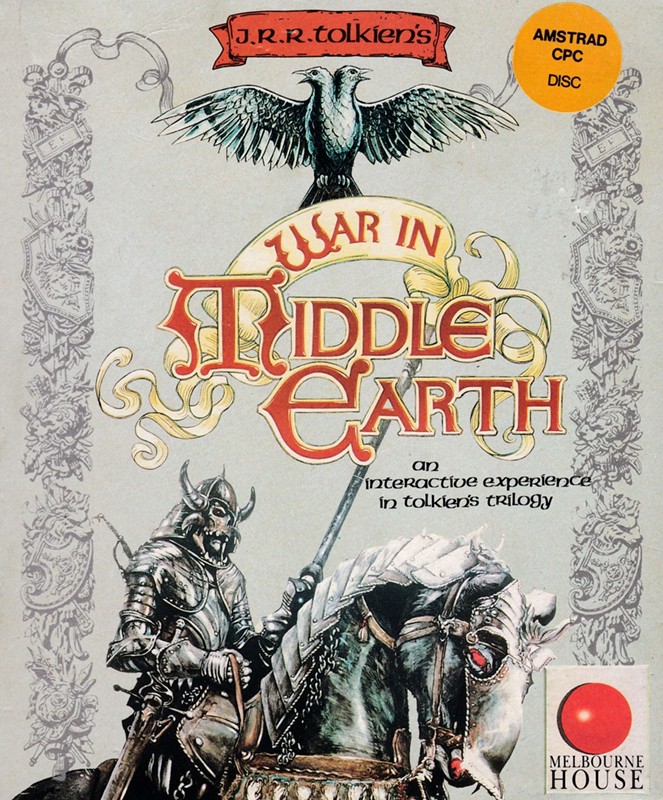 J.R.R. Tolkien's
AMSTRAD
CPC
DISC
WAR IN
MIDDLE
EARTH
an
interactive experience
in tolkien's trilogy
MELBOURNE
HOUSE